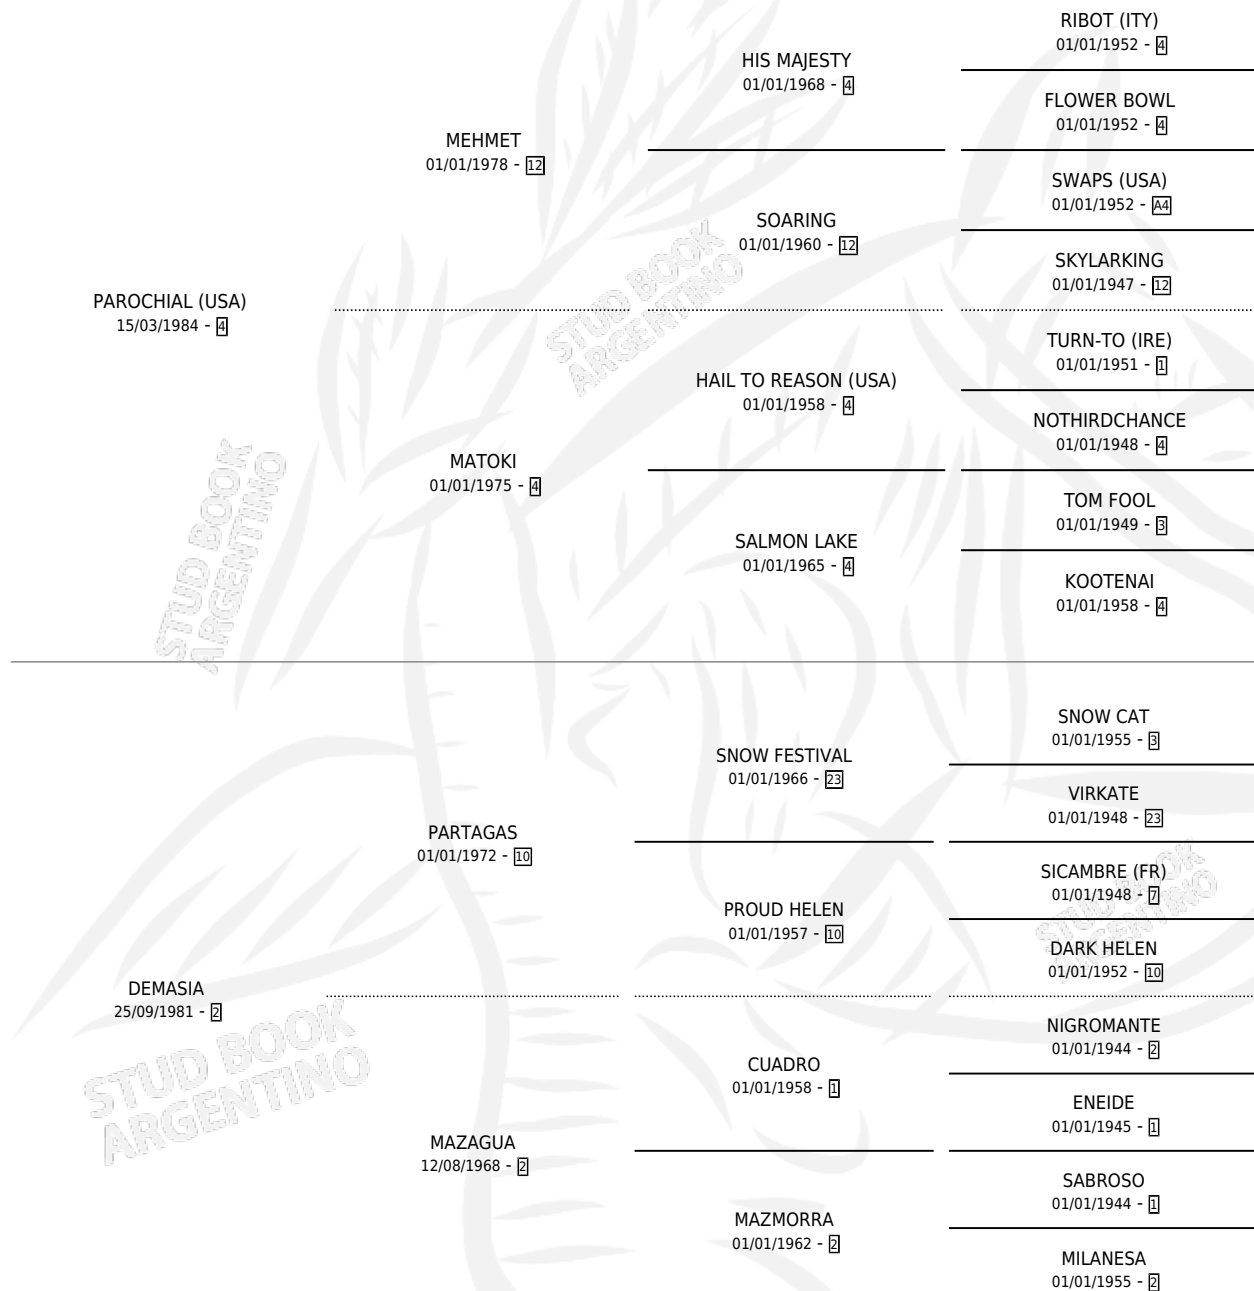 RIBOT (ITY)
01/01/1952 - 4
HIS MAJESTY
01/01/1968 - 4
FLOWER BOWL
01/01/1952 - 4
MEHMET
01/01/1978 - 12
SWAPS (USA)
01/01/1952 - A4
SOARING
01/01/1960 - 12
SKYLARKING
01/01/1947 - 12
PAROCHIAL (USA)
15/03/1984 - 4
TURN-TO (IRE)
01/01/1951 - 1
HAIL TO REASON (USA)
01/01/1958 - 4
NOTHIRDCHANCE
01/01/1948 - 4
MATOKI
01/01/1975 - 4
TOM FOOL
01/01/1949 - 3
SALMON LAKE
01/01/1965 - 4
KOOTENAI
01/01/1958 - 4
STUD BOOK
ARGENTINO
STUD BOOK
ARGENTINO
SNOW CAT
01/01/1955 - 3
SNOW FESTIVAL
01/01/1966 - 23
VIRKATE
01/01/1948 - 23
PARTAGAS
01/01/1972 - 10
SICAMBRE (FR)
01/01/1948 - 7
PROUD HELEN
01/01/1957 - 10
DARK HELEN
01/01/1952 - 10
STUD BOOK
ARGENTINO
DEMASIA
25/09/1981 - 2
NIGROMANTE
01/01/1944 - 2
CUADRO
01/01/1958 - 1
ENEIDE
01/01/1945 - 1
STUD BOOK
ARGENTINO
MAZAGUA
12/08/1968 - 2
SABROSO
01/01/1944 - 1
MAZMORRA
01/01/1962 - 2
MILANESA
01/01/1955 - 2